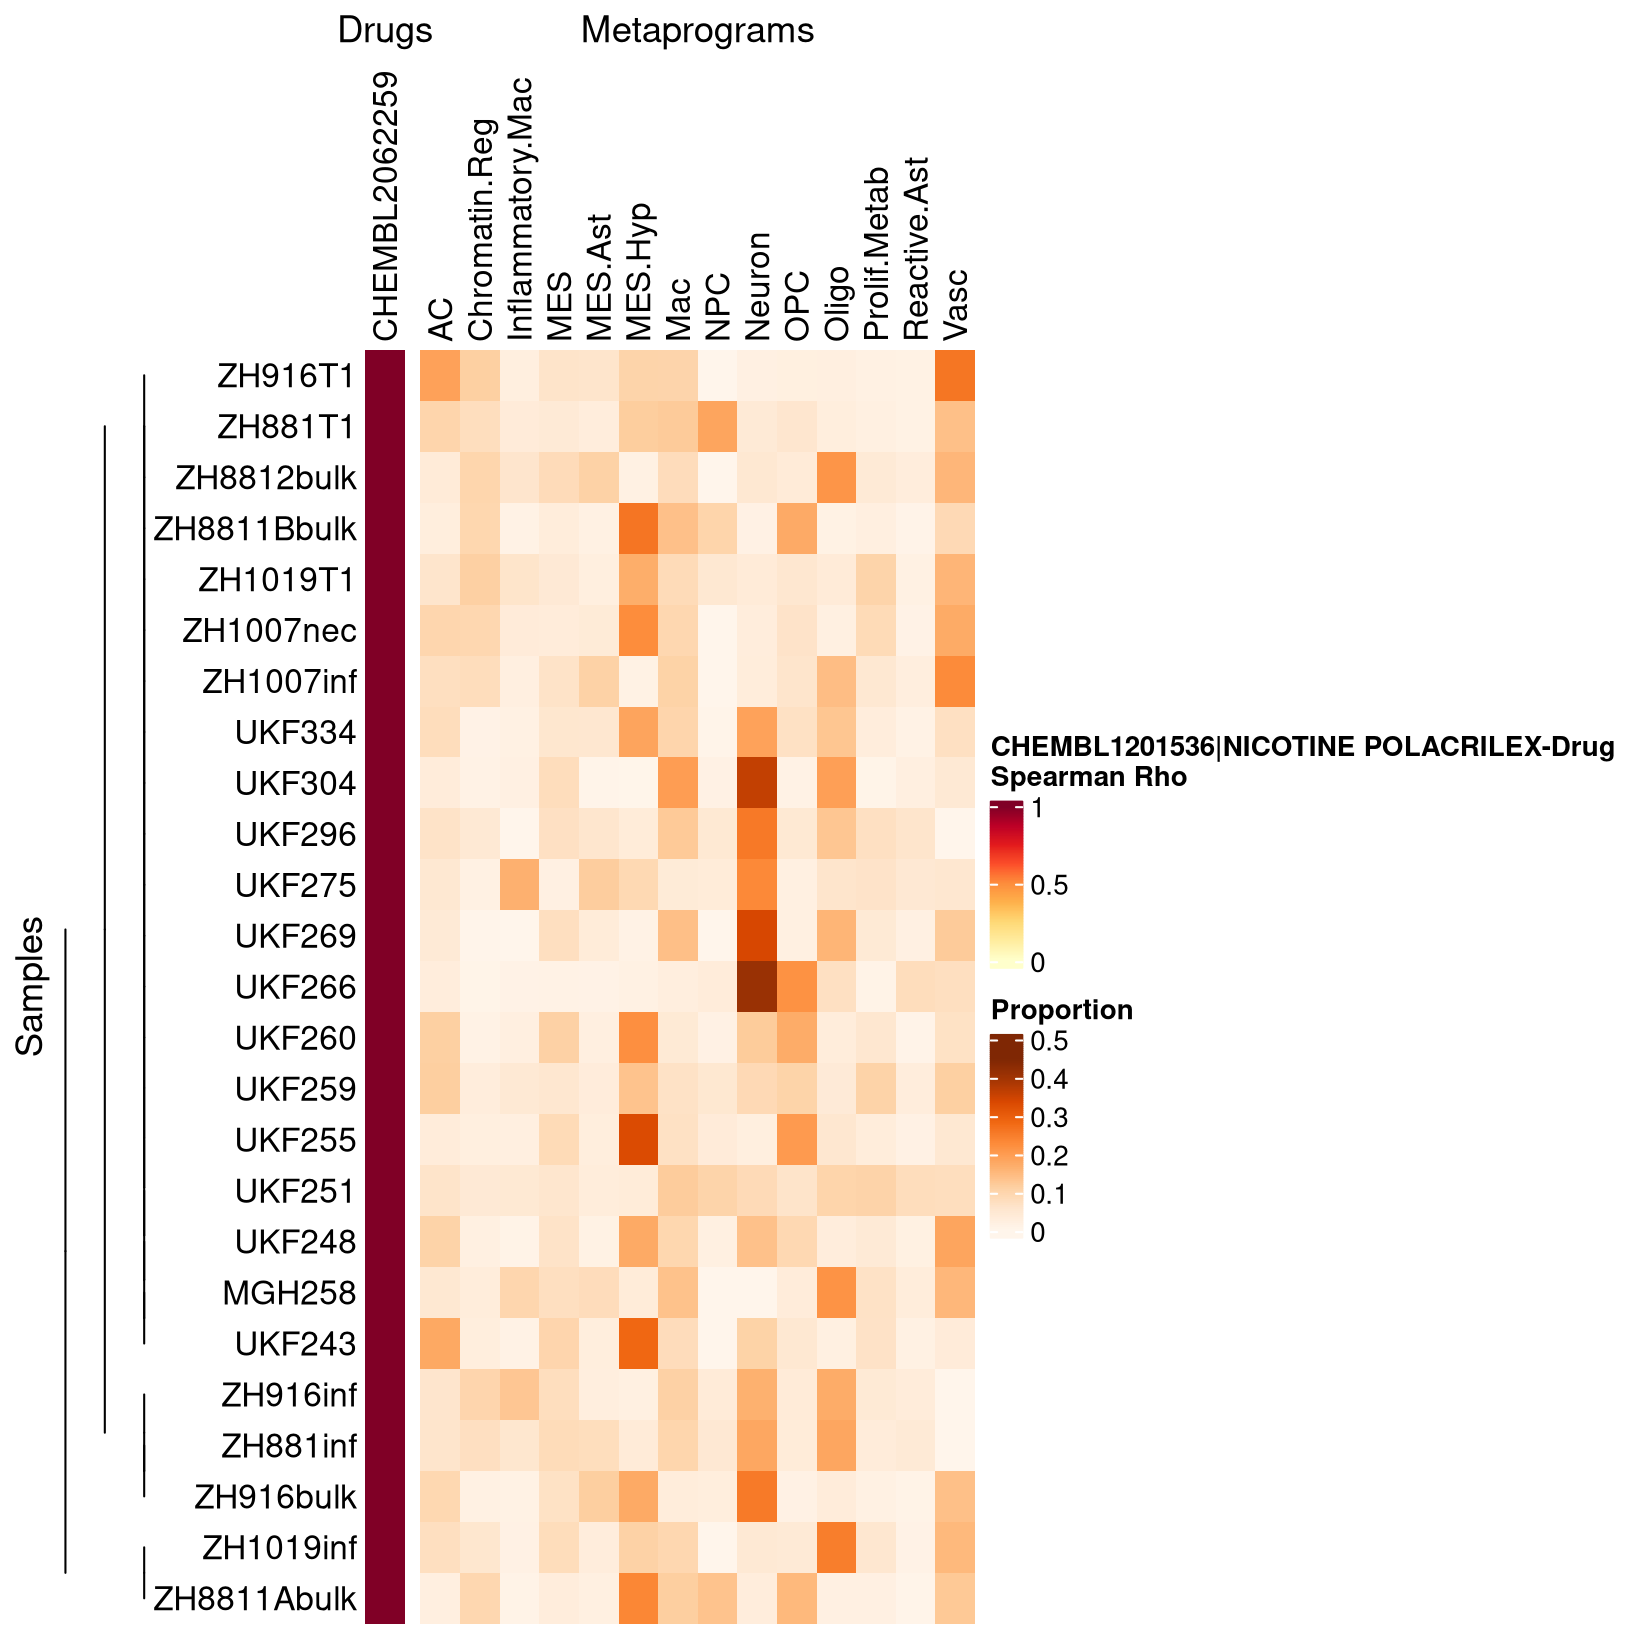 Drugs
Metaprograms
CHEMBL2062259
AC
Chromatin.Reg
Inflammatory.Mac
MES
MES.Ast
MES.Hyp
Mac
NPC
Neuron
OPC
Oligo
Prolif.Metab
Reactive.Ast
Vasc
Samples
ZH916T1
ZH881T1
ZH8812bulk
ZH8811Bbulk
ZH1019T1
ZH1007nec
ZH1007inf
UKF334
UKF304
UKF296
UKF275
UKF269
UKF266
UKF260
UKF259
UKF255
UKF251
UKF248
MGH258
UKF243
ZH916inf
ZH881inf
ZH916bulk
ZH1019inf
ZH8811Abulk
CHEMBL1201536|NICOTINE POLACRILEX-Drug
Spearman Rho
1
0.5
0
Proportion
0.5
0.4
0.3
0.2
0.1
0